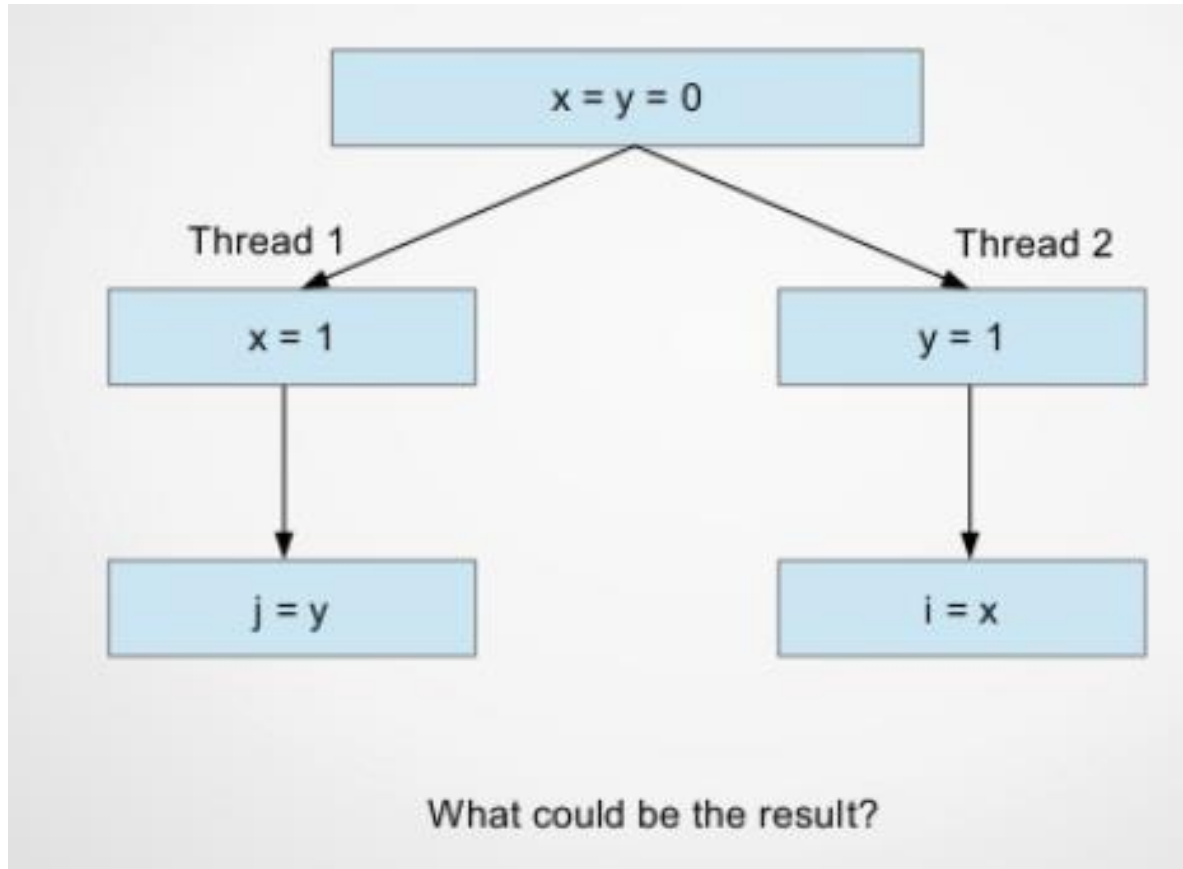 x = y = 0
Thread 1
Thread 2
x = 1
y = 1
j = y
i = x
What could be the result?